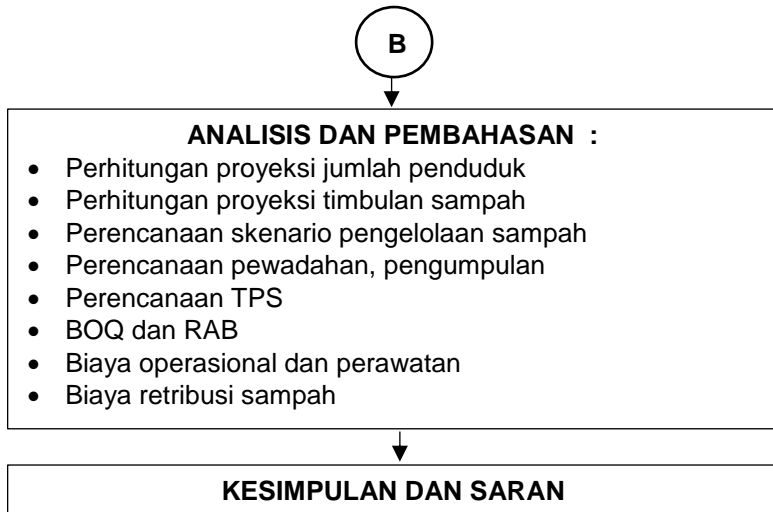 B
ANALISIS DAN PEMBAHASAN :
• Perhitungan proyeksi jumlah penduduk
• Perhitungan proyeksi timbulan sampah
• Perencanaan skenario pengelolaan sampah
• Perencanaan pewadahan, pengumpulan
• Perencanaan TPS
• BOQ dan RAB
• Biaya operasional dan perawatan
• Biaya retribusi sampah
KESIMPULAN DAN SARAN